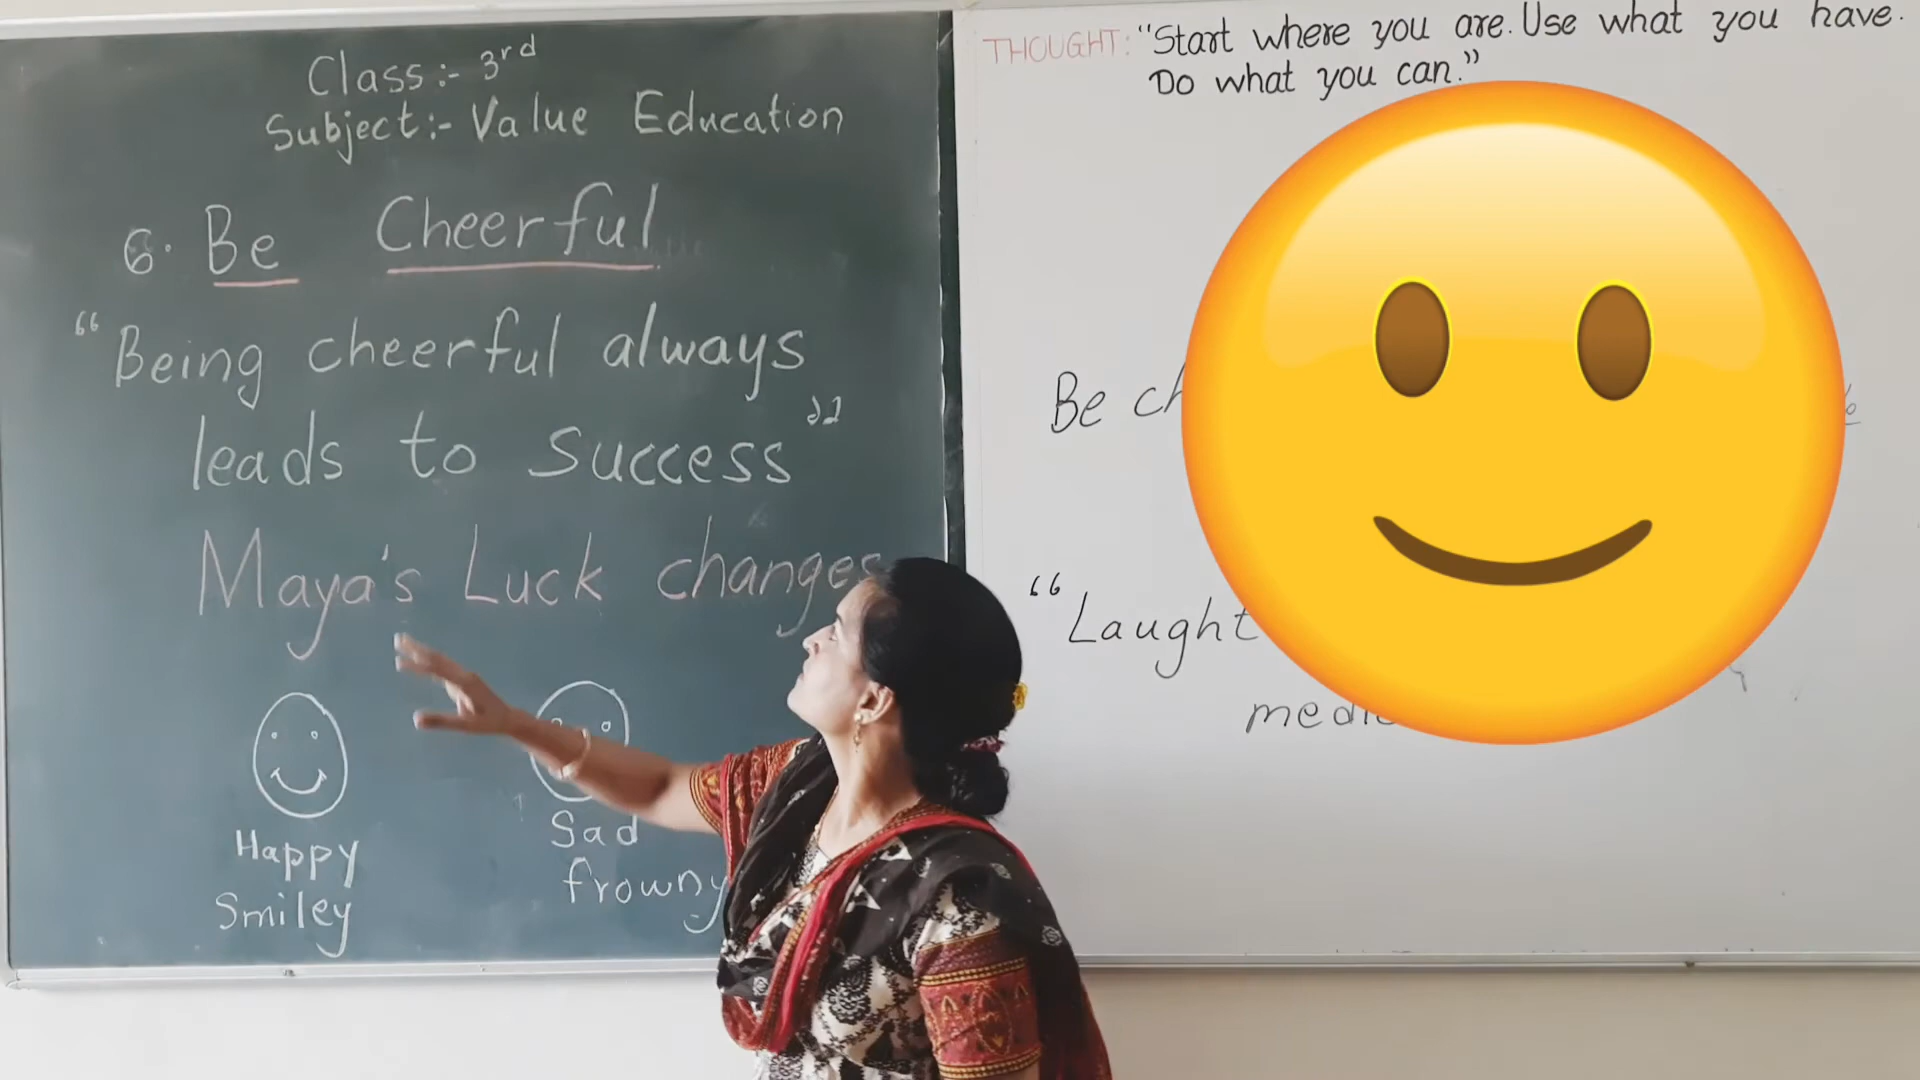 Class:- 3rd
Subject:- Value Education
6. Be Cheerful
"Being cheerful always
leads to success"
Maya's Luck changes
Happy
Smiley
Sad
frowny
THOUGHT: "Start where you are. Use what you have.
Do what you can."
Be
"